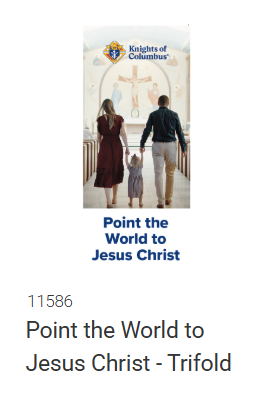 Knights of
Columbus
Point the
World to
Jesus Christ
11586
Point the World to
Jesus Christ - Trifold